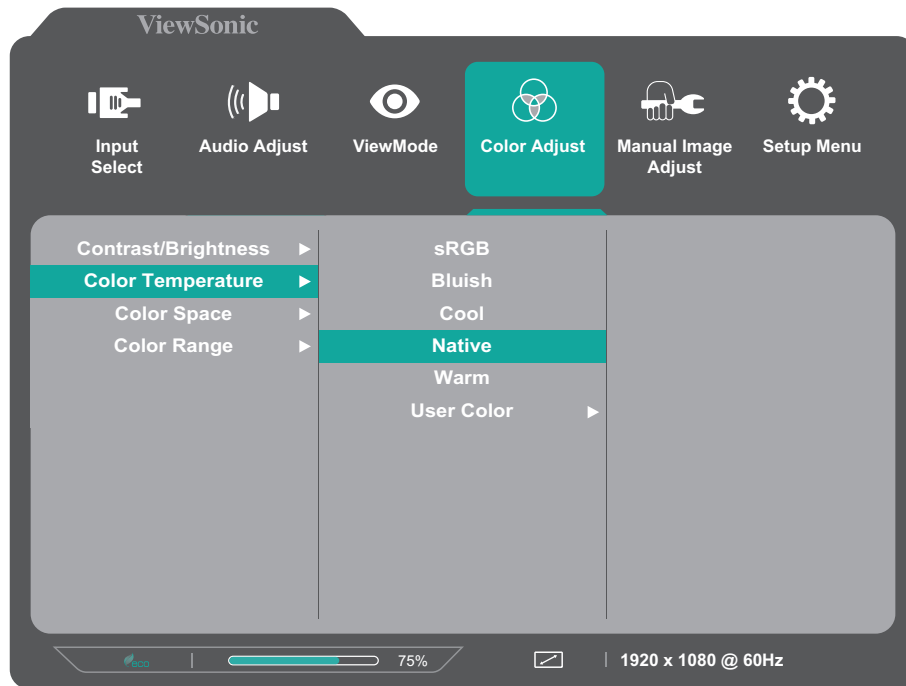 ViewSonic
Input
Select
Audio Adjust
ViewMode
Color Adjust
Manual Image
Adjust
Setup Menu
Contrast/Brightness
Color Temperature
Color Space
Color Range
sRGB
Bluish
Cool
Native
Warm
User Color
eco
75%
1920 x 1080 @ 60Hz